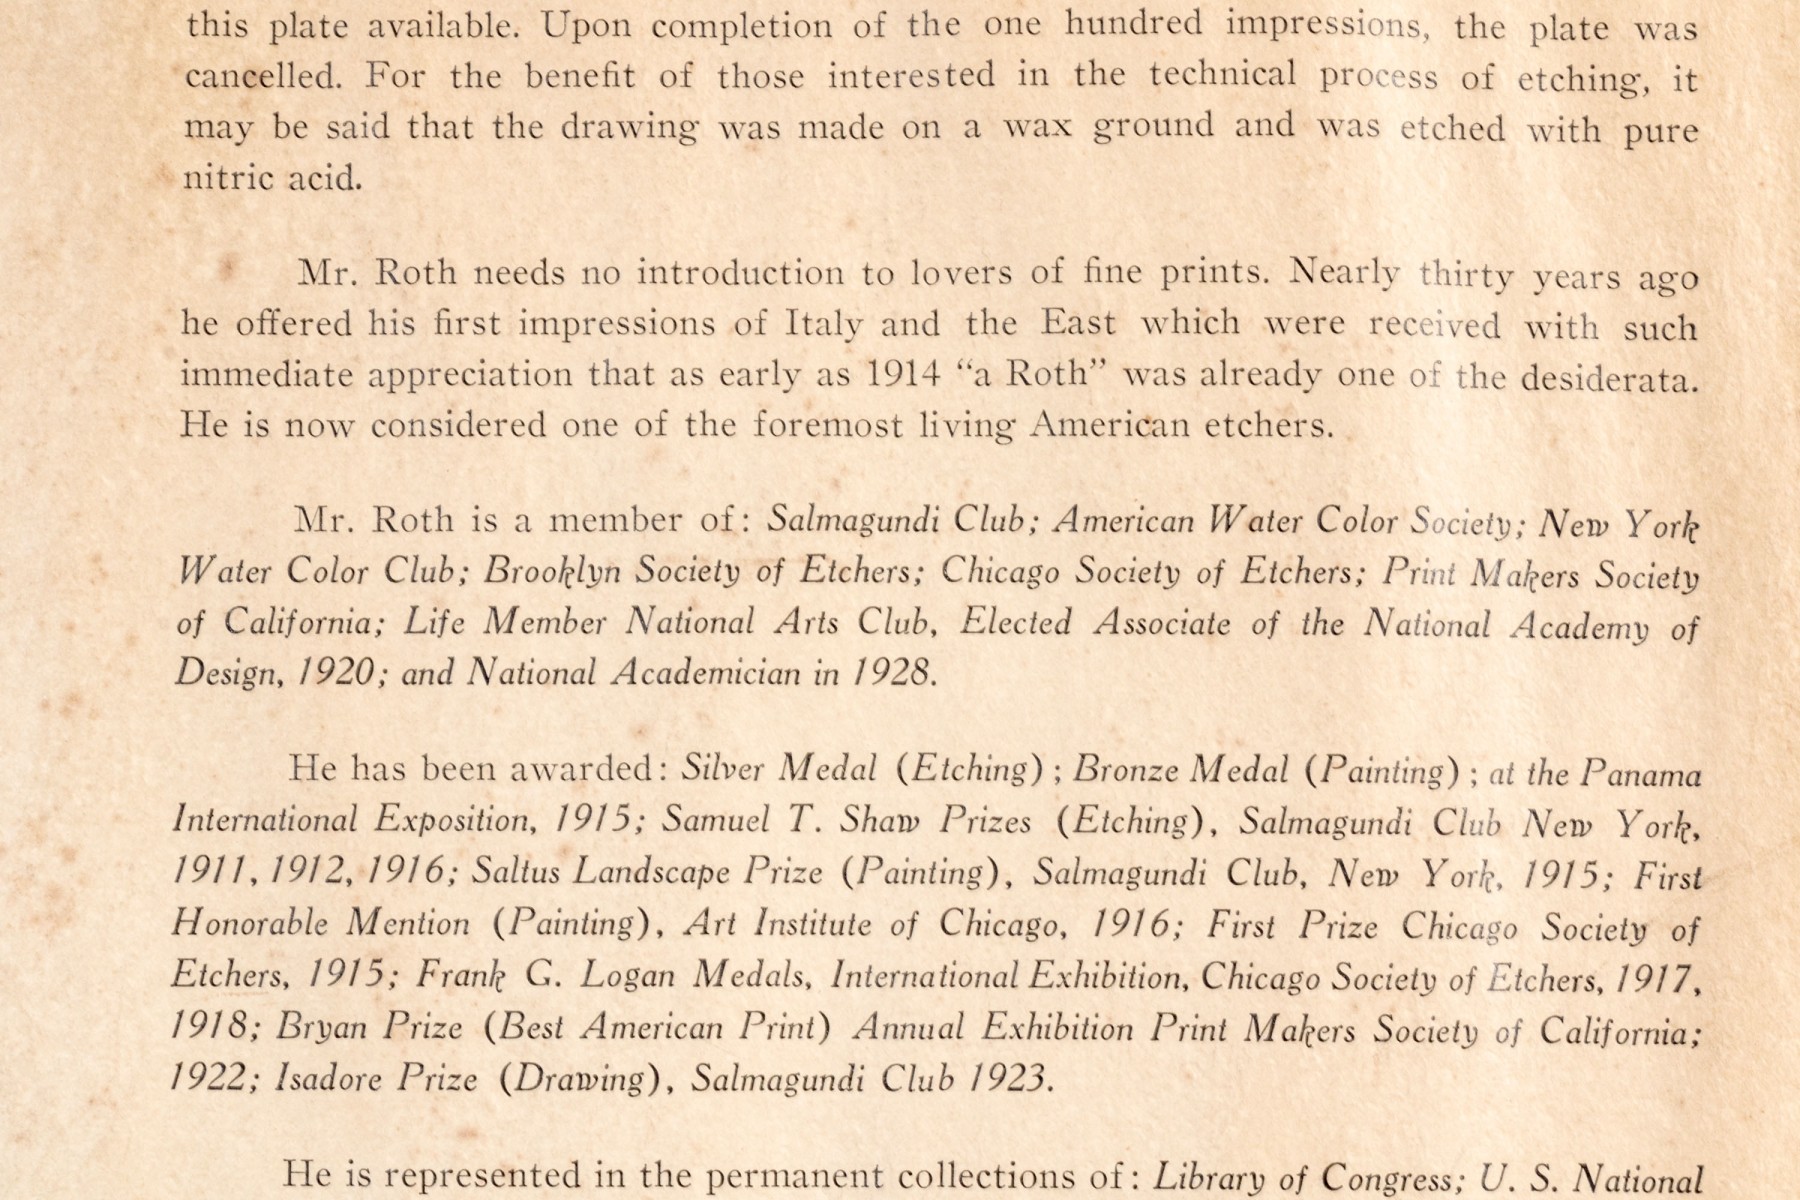 this plate available. Upon completion of the one hundred impressions, the plate was
cancelled. For the benefit of those interested in the technical process of etching, it
may be said that the drawing was made on a wax ground and was etched with pure
nitric acid.
Mr. Roth needs no introduction to lovers of fine prints. Nearly thirty years ago
he offered his first impressions of Italy and the East which were received with such
immediate appreciation that as early as 1914 “a Roth” was already one of the desiderata.
He is now considered one of the foremost living American etchers.
Mr. Roth is a member of: Salmagundi Club; American Water Color Society; New York
Water Color Club; Brooklyn Society of Etchers; Chicago Society of Etchers; Print Makers Society
of California; Life Member National Arts Club, Elected Associate of the National Academy of
Design, 1920; and National Academician in 1928.
He has been awarded: Silver Medal (Etching); Bronze Medal (Painting); at the Panama
International Exposition, 1915; Samuel T. Shaw Prizes (Etching), Salmagundi Club New York,
1911, 1912, 1916; Saltus Landscape Prize (Painting), Salmagundi Club, New York, 1915; First
Honorable Mention (Painting), Art Institute of Chicago, 1916; First Prize Chicago Society of
Etchers, 1915; Frank G. Logan Medals, International Exhibition, Chicago Society of Etchers, 1917,
1918; Bryan Prize (Best American Print) Annual Exhibition Print Makers Society of California;
1922; Isadore Prize (Drawing), Salmagundi Club 1923.
He is represented in the permanent collections of: Library of Congress; U. S. National